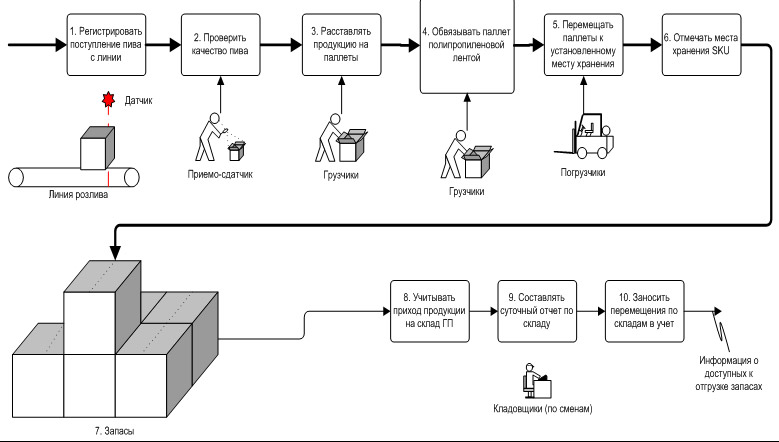 1. Регистрировать
поступление пива
с линии
2. Проверить
качество пива
3. Расставлять
продукцию на
паллеты
4. Обвязывать паллет
полипропиленовой
лентой
5. Перемещать
паллеты к
установленному
месту хранения
6. Отмечать места
хранения SKU
Датчик
Линия розлива
Приемо-сдатчик
Грузчики
Грузчики
Погрузчики
7. Запасы
8. Учитывать
приход продукции
на склад ГП
9. Составлять
суточный отчет по
складу
10. Заносить
перемещения по
складам в учет
Кладовщики (по сменам)
Информация о
доступных к
отгрузке запасах